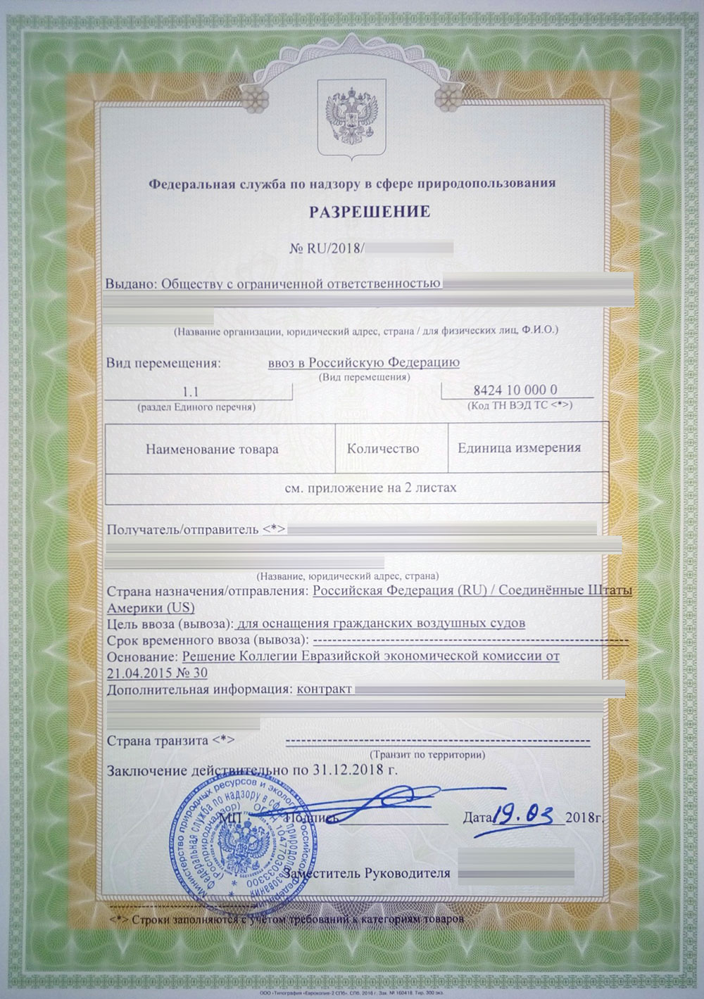 Федеральная служба по надзору в сфере природопользования
РАЗРЕШЕНИЕ
№ RU/2018/
Выдано: Обществу с ограниченной ответственностью
(Название организации, юридический адрес, страна / для физических лиц, Ф.И.О.)
Вид перемещения: ввоз в Российскую Федерацию
(Вид перемещения)
1.1 8424 10 000 0
(раздел Единого перечня) (Код ТН ВЭД ТС <*>)
Наименование товара Количество Единица измерения
см. приложение на 2 листах
Получатель/отправитель <*>
(Название, юридический адрес, страна)
Страна назначения/отправления: Российская Федерация (RU) / Соединённые Штаты
Америки (US)
Цель ввоза (вывоза): для оснащения гражданских воздушных судов
Срок временного ввоза (вывоза): ---
Основание: Решение Коллегии Евразийской экономической комиссии от
21.04.2015 № 30
Дополнительная информация: контракт
Страна транзита <*> ---
(Транзит по территории)
Заключение действительно по 31.12.2018 г.
МП Подпись Дата 19.03 2018г.
Министерство природных ресурсов и экологии Российской Федерации
Федеральная служба по надзору в сфере природопользования
(Росприроднадзор) ОГРН 1047703033300
Заместитель Руководителя
<*> Строки заполняются с учётом требований к категориям товаров
ООО «Типография «Еврокопия-2 СПб». СПб. 2016 г. Зак. № 160418. Тир. 300 экз.